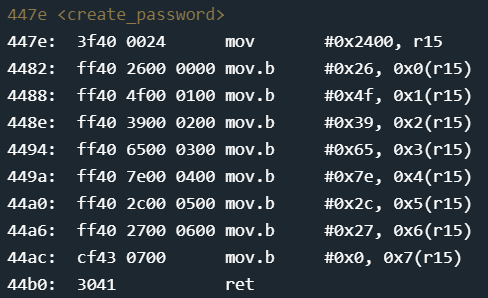 447e <create_password>
447e:  3f40 0024      mov      #0x2400, r15
4482:  ff40 2600 0000 mov.b    #0x26, 0x0(r15)
4488:  ff40 4f00 0100 mov.b    #0x4f, 0x1(r15)
448e:  ff40 3900 0200 mov.b    #0x39, 0x2(r15)
4494:  ff40 6500 0300 mov.b    #0x65, 0x3(r15)
449a:  ff40 7e00 0400 mov.b    #0x7e, 0x4(r15)
44a0:  ff40 2c00 0500 mov.b    #0x2c, 0x5(r15)
44a6:  ff40 2700 0600 mov.b    #0x27, 0x6(r15)
44ac:  cf43 0700      mov.b    #0x0, 0x7(r15)
44b0:  3041           ret